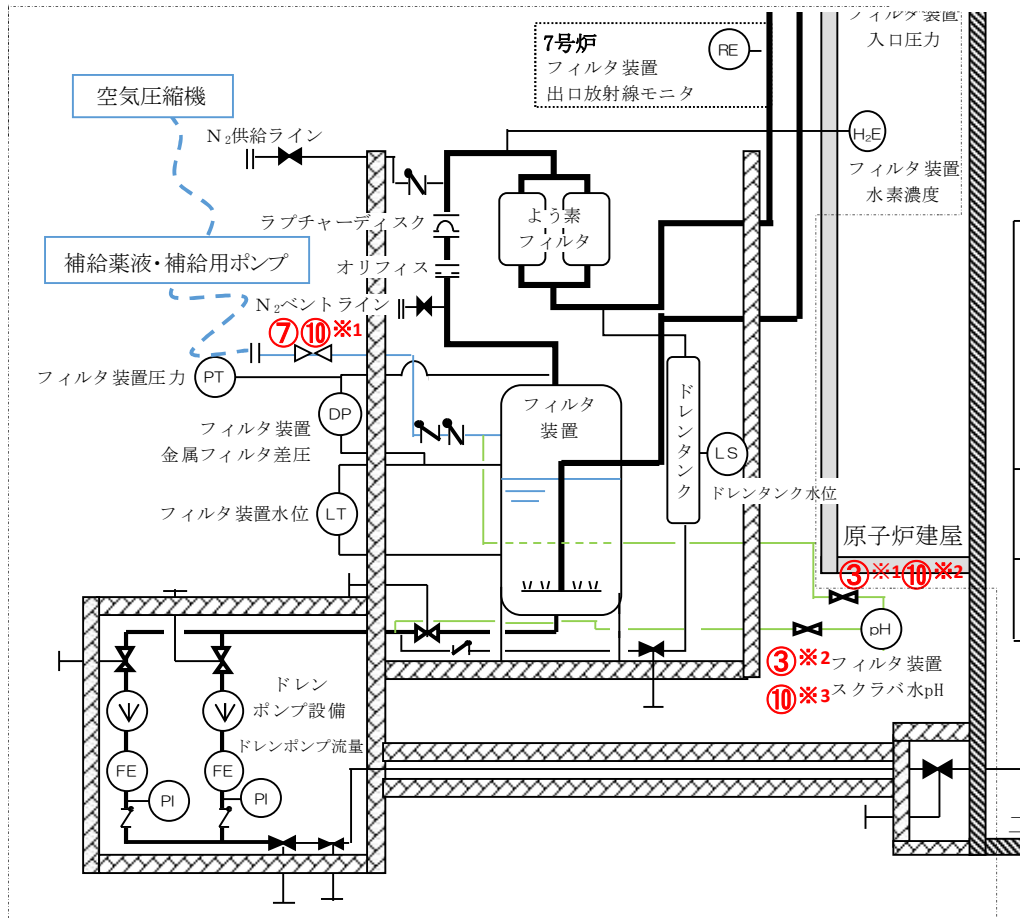 フィルタ装置
入口圧力
7号炉
フィルタ装置
出口放射線モニタ
RE
空気圧縮機
N₂供給ライン
H₂E
フィルタ装置
水素濃度
よう素
フィルタ
ラプチャーディスク
補給薬液・補給用ポンプ
オリフィス
N₂ベントライン
⑦⑩※1
フィルタ装置圧力
PT
DP
フィルタ装置
金属フィルタ差圧
フィルタ
装置
ドレンタンク
LS
ドレンタンク水位
フィルタ装置水位
LT
原子炉建屋
③※1⑩※2
pH
③※2
フィルタ装置
⑩※3
スクラバ水pH
ドレン
ポンプ設備
ドレンポンプ流量
FE
FE
PI
PI